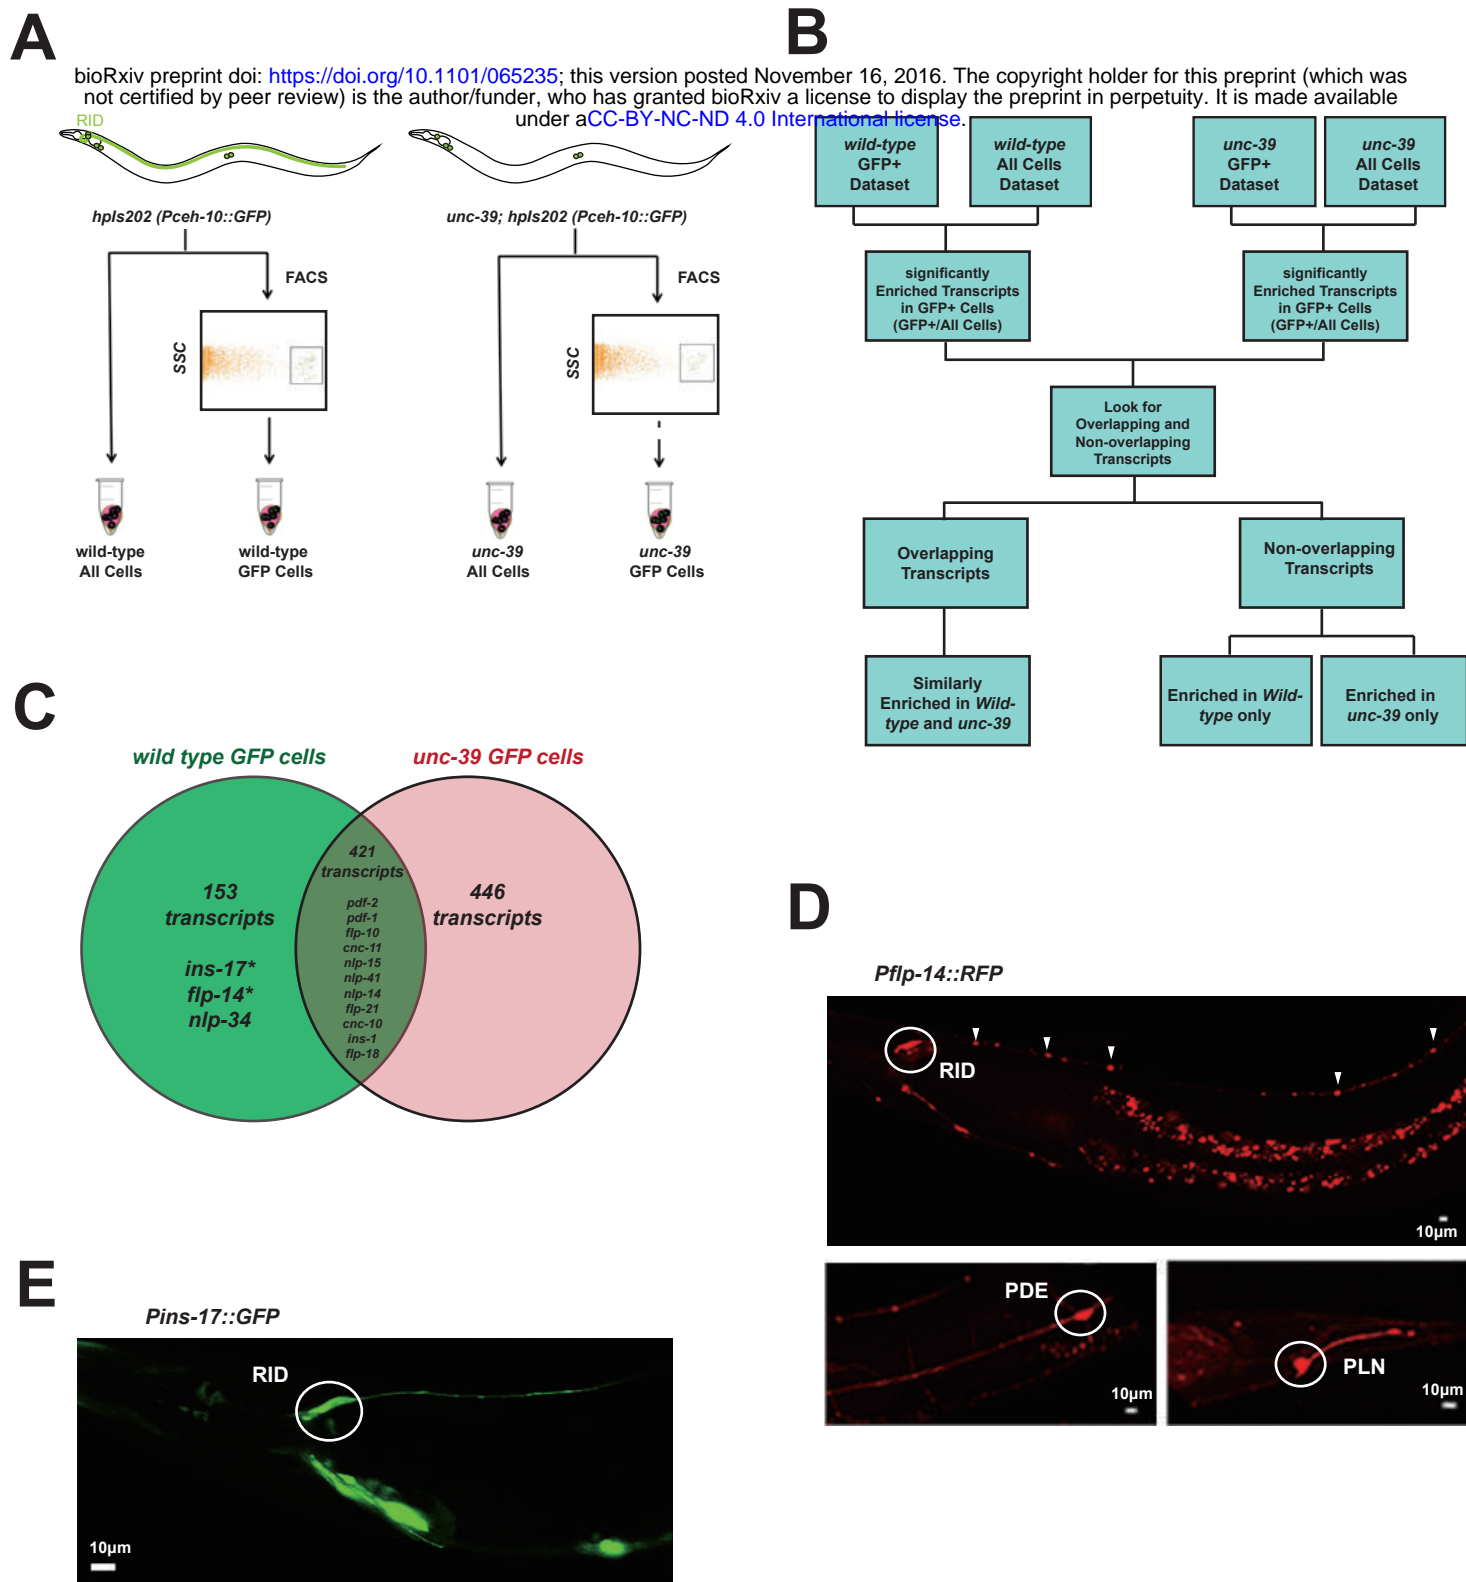 A
B
bioRxiv preprint doi: https://doi.org/10.1101/065235; this version posted November 16, 2016. The copyright holder for this preprint (which was
not certified by peer review) is the author/funder, who has granted bioRxiv a license to display the preprint in perpetuity. It is made available
under aCC-BY-NC-ND 4.0 International license.
RID
hpIs202 (Pceh-10::GFP)
unc-39; hpIs202 (Pceh-10::GFP)
FACS
FACS
SSC
SSC
wild-type
All Cells
wild-type
GFP Cells
unc-39
All Cells
unc-39
GFP Cells
wild-type
GFP+
Dataset
wild-type
All Cells
Dataset
unc-39
GFP+
Dataset
unc-39
All Cells
Dataset
significantly
Enriched Transcripts
in GFP+ Cells
(GFP+/All Cells)
significantly
Enriched Transcripts
in GFP+ Cells
(GFP+/All Cells)
Look for
Overlapping and
Non-overlapping
Transcripts
Overlapping
Transcripts
Non-overlapping
Transcripts
Similarly
Enriched in Wild-
type and unc-39
Enriched in Wild-
type only
Enriched in
unc-39 only
C
wild type GFP cells
unc-39 GFP cells
153
transcripts
ins-17*
flp-14*
nlp-34
421
transcripts
pdf-2
pdf-1
flp-10
cnc-11
nlp-15
nlp-41
nlp-14
flp-21
cnc-10
ins-1
flp-18
446
transcripts
D
Pflp-14::RFP
RID
10µm
PDE
10µm
PLN
10µm
E
Pins-17::GFP
RID
10µm